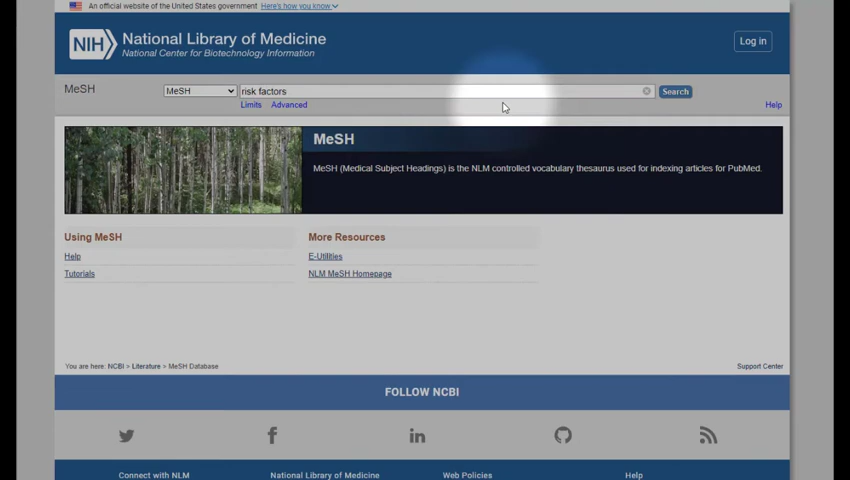 An official website of the United States government Here's how you know
NIH National Library of Medicine
National Center for Biotechnology Information
Log in
MeSH MeSH risk factors Search
Limits Advanced Help
MeSH
MeSH (Medical Subject Headings) is the NLM controlled vocabulary thesaurus used for indexing articles for PubMed.
Using MeSH More Resources
Help E-Utilities
Tutorials NLM MeSH Homepage
You are here: NCBI > Literature > MeSH Database Support Center
FOLLOW NCBI
Connect with NLM National Library of Medicine Web Policies Help